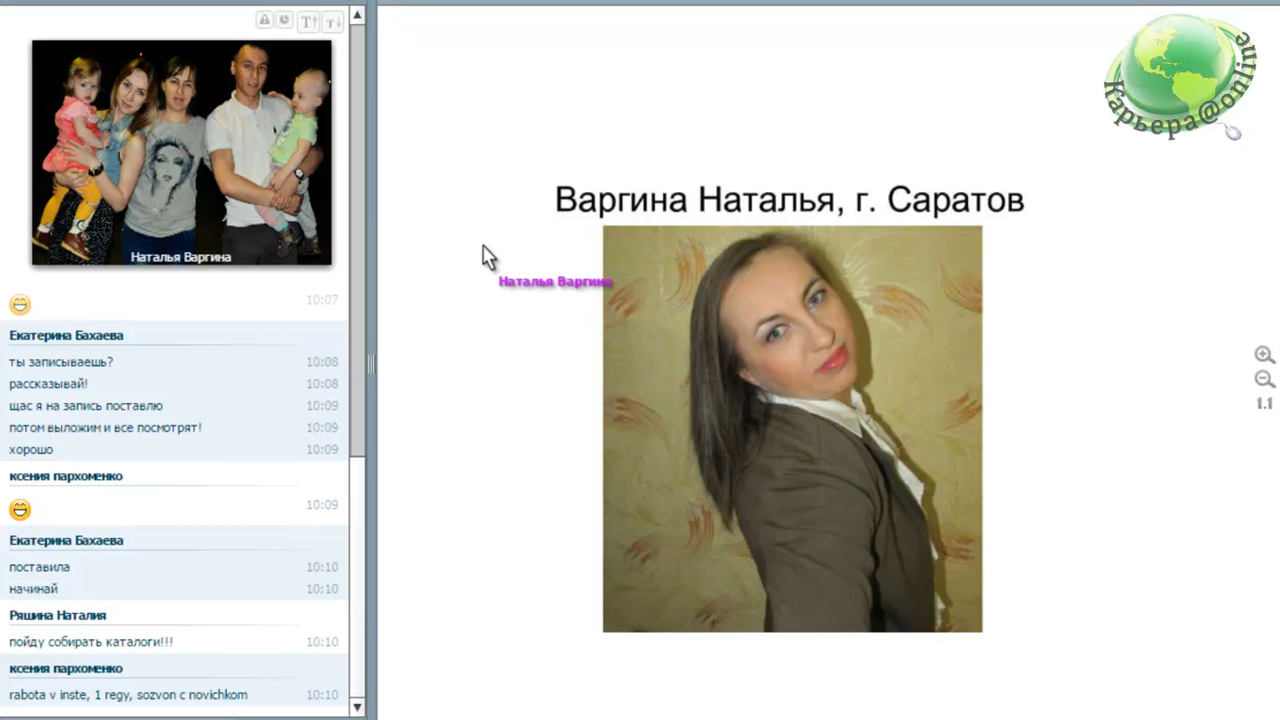 Наталья Варгина
10:07
Екатерина Бахаева
ты записываешь? 10:08
рассказывай! 10:08
щас я на запись поставлю 10:09
потом выложим и все посмотрят! 10:09
хорошо 10:09
ксения пархоменко
10:09
Екатерина Бахаева
поставила 10:10
начинай 10:10
Ряшина Наталия
пойду собирать каталоги!!! 10:10
ксения пархоменко
rabota v inste, 1 regy, sozvon c novichkom 10:10
Карьера@online
Варгина Наталья, г. Саратов
Наталья Варгина
1.1